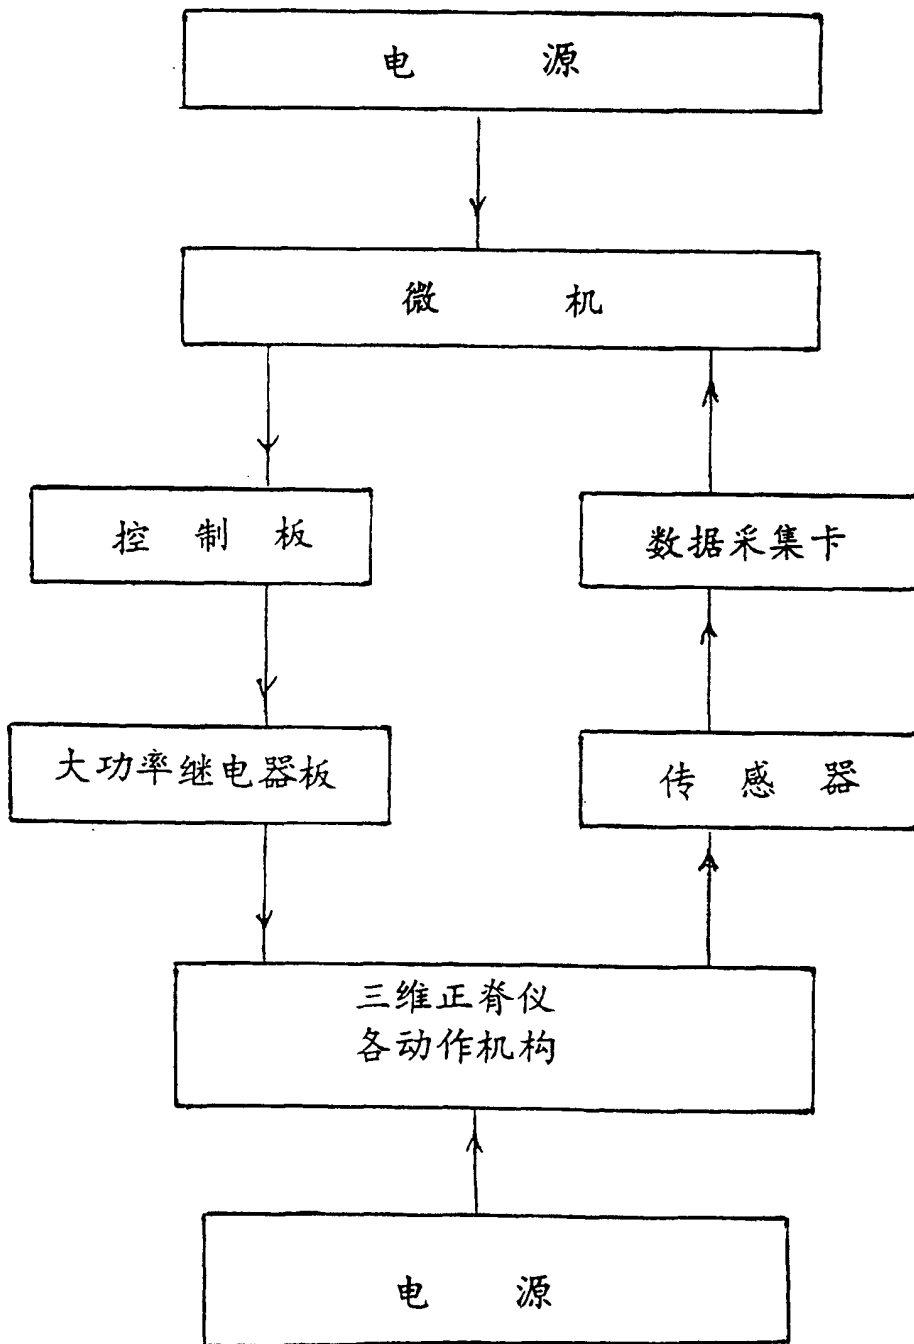 电 源
微 机
控 制 板
数据采集卡
大功率继电器板
传 感 器
三维正脊仪
各动作机构
电 源